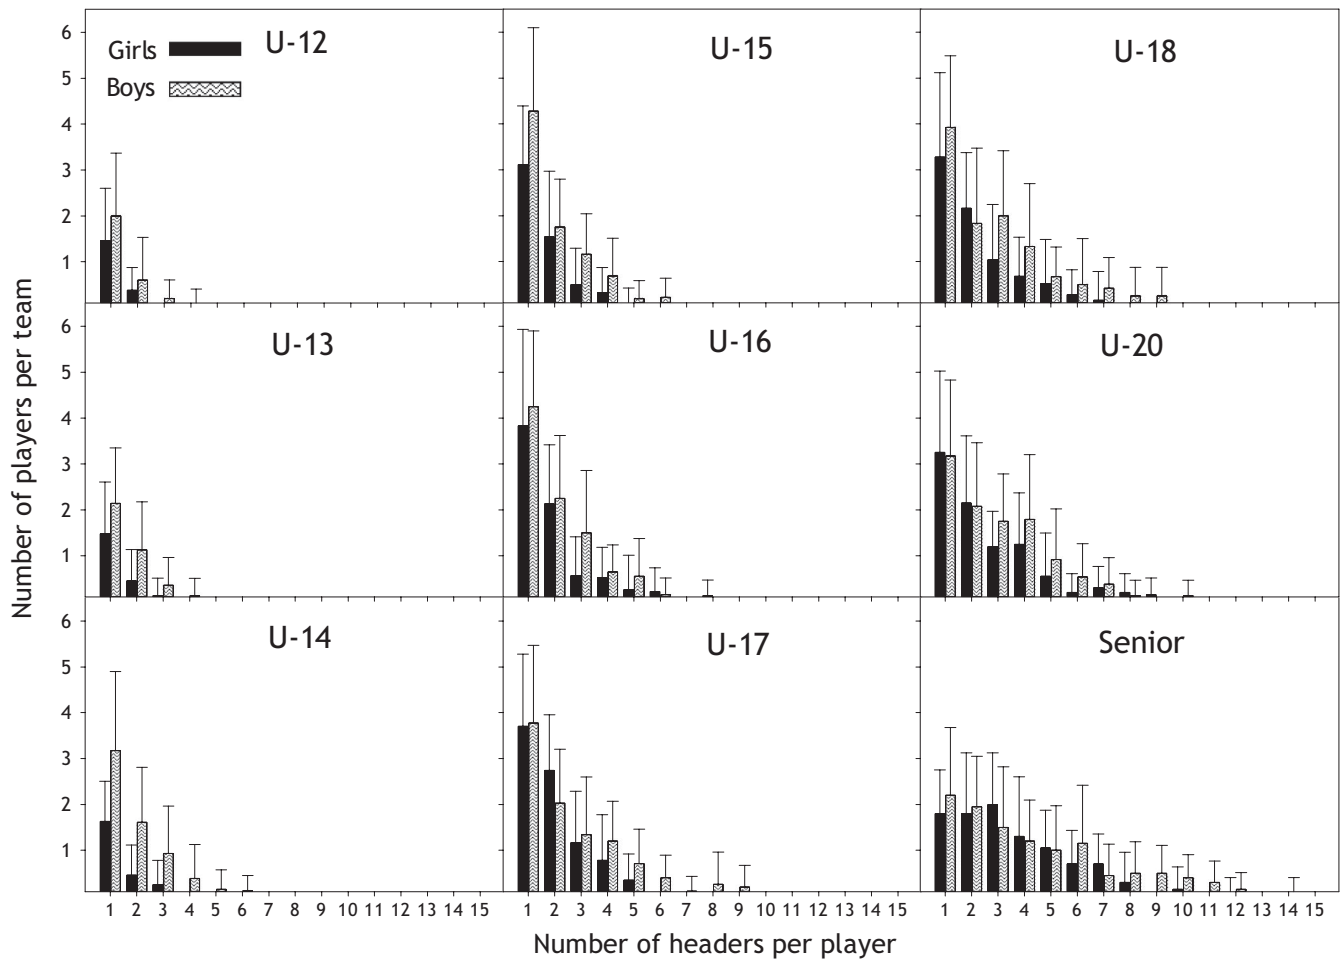 Number of players per team
U-12
Girls
Boys
6
5
4
3
2
1
U-15
U-18
U-13
6
5
4
3
2
1
U-16
U-20
U-14
6
5
4
3
2
1
U-17
Senior
1 2 3 4 5 6 7 8 9 10 11 12 13 14 15
1 2 3 4 5 6 7 8 9 10 11 12 13 14 15
1 2 3 4 5 6 7 8 9 10 11 12 13 14 15
Number of headers per player